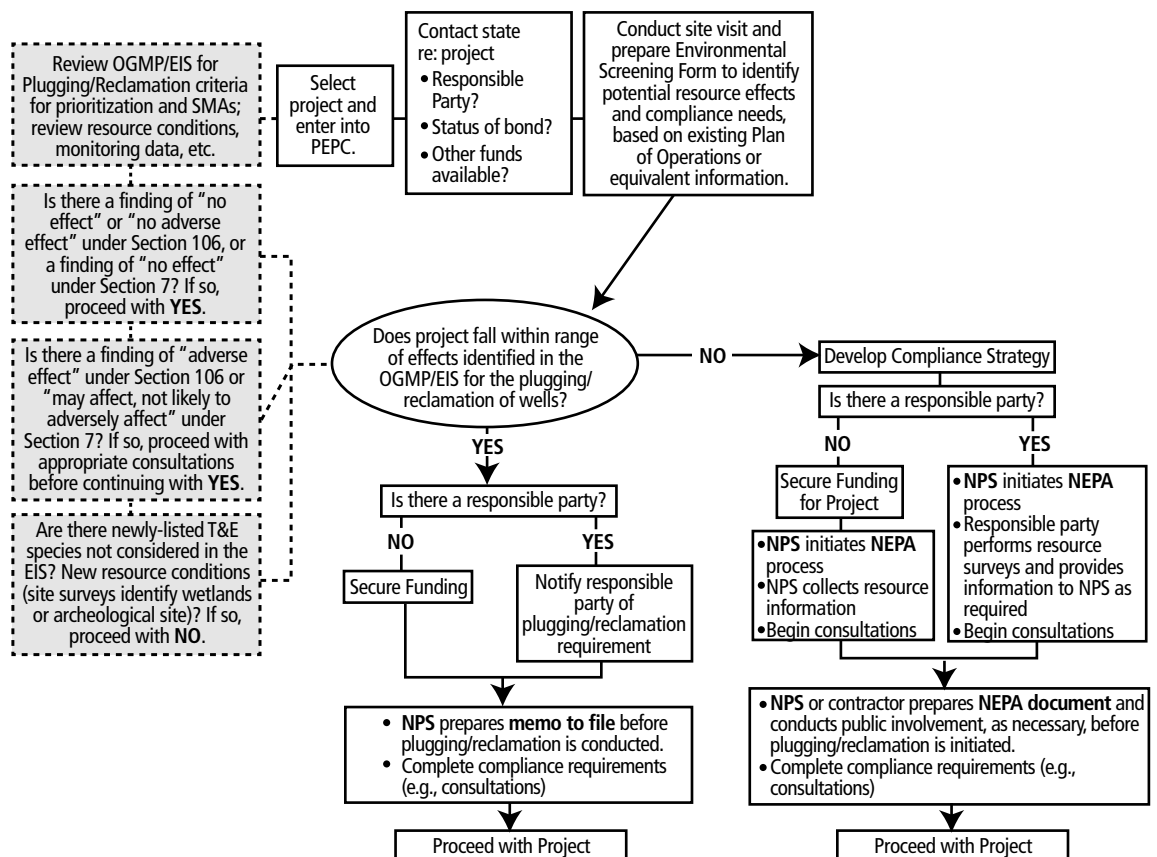 Review OGMP/EIS for
Plugging/Reclamation criteria
for prioritization and SMAs;
review resource conditions,
monitoring data, etc.
Select
project and
enter into
PEPC.
Contact state
re: project
• Responsible
Party?
• Status of bond?
• Other funds
available?
Conduct site visit and
prepare Environmental
Screening Form to identify
potential resource effects
and compliance needs,
based on existing Plan
of Operations or
equivalent information.
Is there a finding of “no
effect” or “no adverse
effect” under Section 106, or
a finding of “no effect”
under Section 7? If so,
proceed with YES.
Is there a finding of “adverse
effect” under Section 106 or
“may affect, not likely to
adversely affect” under
Section 7? If so, proceed with
appropriate consultations
before continuing with YES.
Are there newly-listed T&E
species not considered in the
EIS? New resource conditions
(site surveys identify wetlands
or archeological site)? If so,
proceed with NO.
Does project fall within range
of effects identified in the
OGMP/EIS for the plugging/
reclamation of wells?
NO
Develop Compliance Strategy
Is there a responsible party?
NO
YES
Secure Funding
for Project
• NPS initiates NEPA
process
• NPS collects resource
information
• Begin consultations
• NPS initiates NEPA
process
• Responsible party
performs resource
surveys and provides
information to NPS as
required
• Begin consultations
• NPS or contractor prepares NEPA document and
conducts public involvement, as necessary, before
plugging/reclamation is initiated.
• Complete compliance requirements (e.g.,
consultations)
Proceed with Project
YES
Is there a responsible party?
NO
YES
Secure Funding
Notify responsible
party of
plugging/reclamation
requirement
• NPS prepares memo to file before
plugging/reclamation is conducted.
• Complete compliance requirements
(e.g., consultations)
Proceed with Project